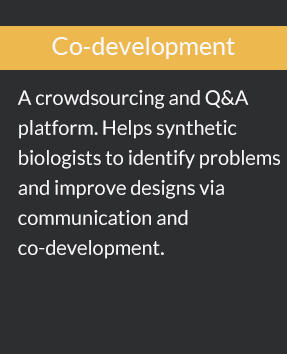 Co-development
A crowdsourcing and Q&A
platform. Helps synthetic
biologists to identify problems
and improve designs via
communication and
co-development.